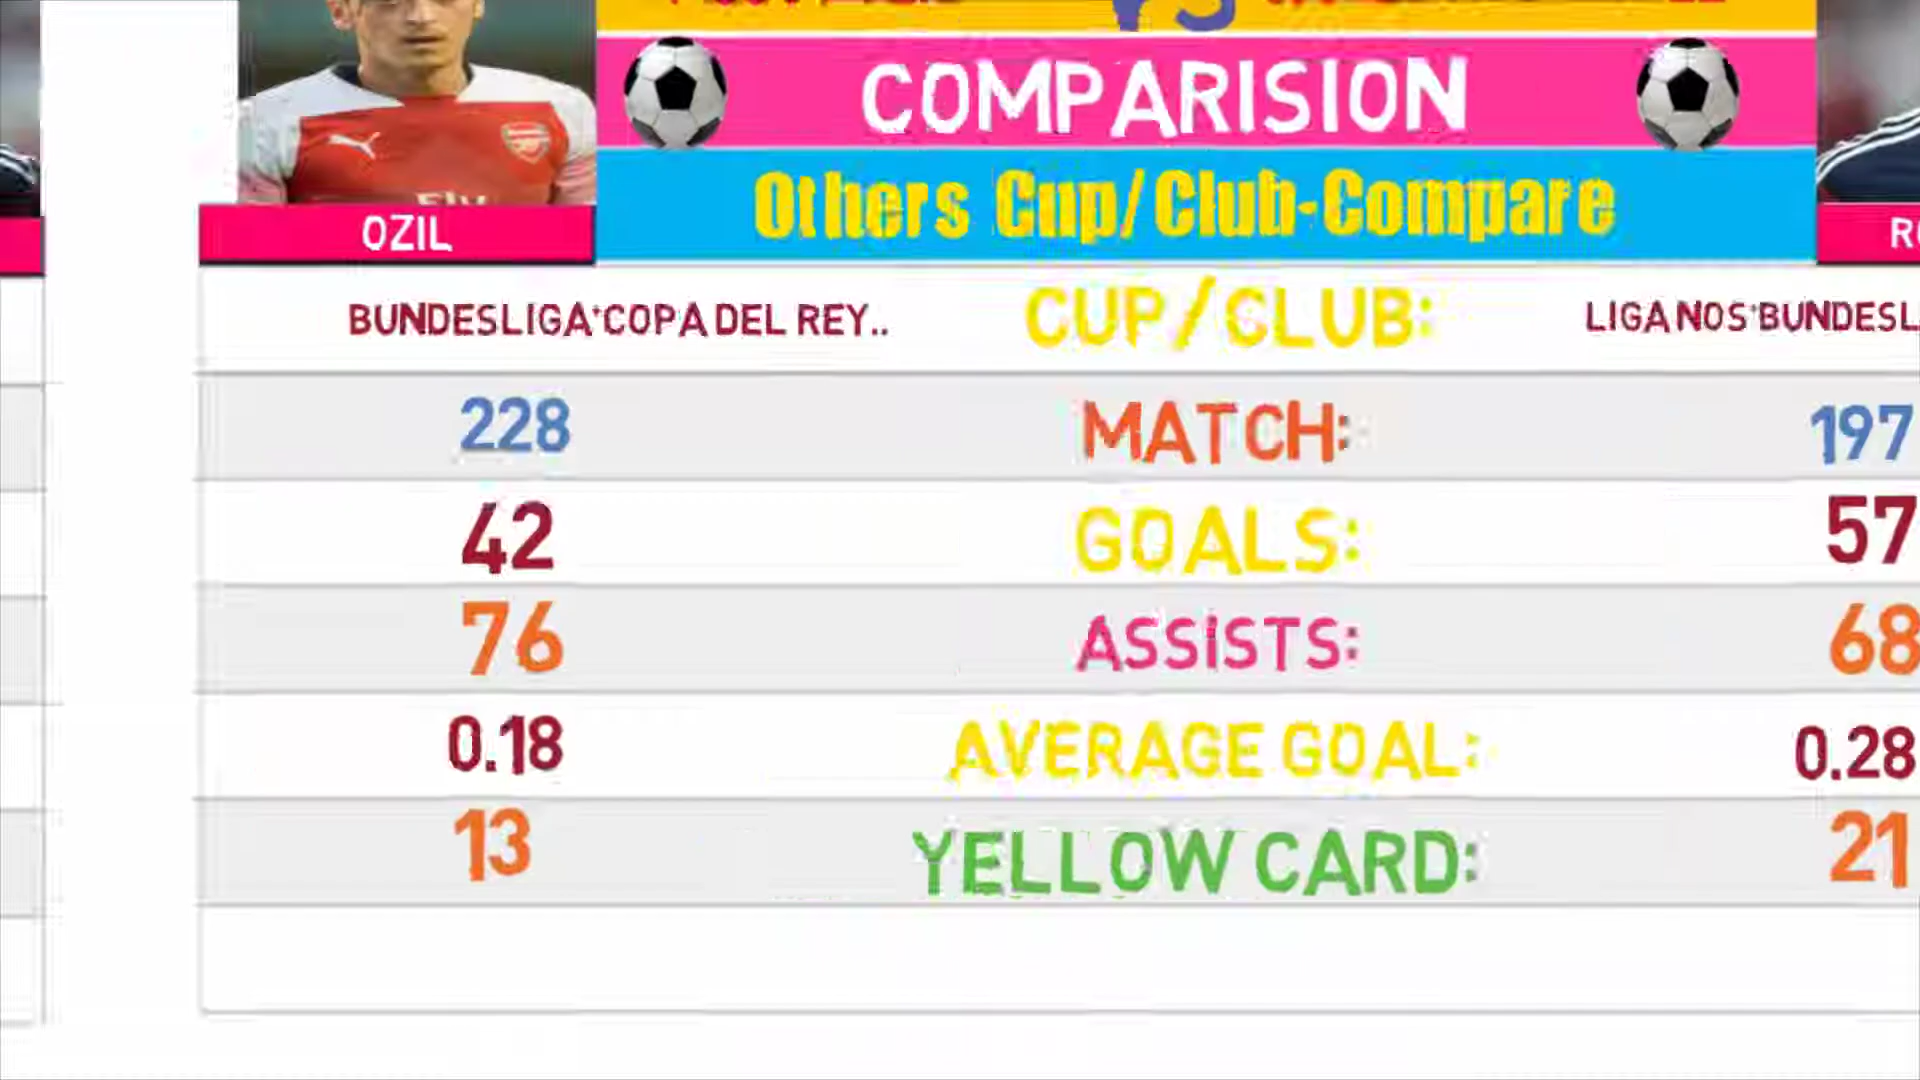 VS
COMPARISION
Others Cup/Club-Compare
OZIL
BUNDESLIGA*COPA DEL REY..
CUP/CLUB:
LIGA NOS*BUNDESL
228
MATCH:
197
42
GOALS:
57
76
ASSISTS:
68
0.18
AVERAGE GOAL:
0.28
13
YELLOW CARD:
21